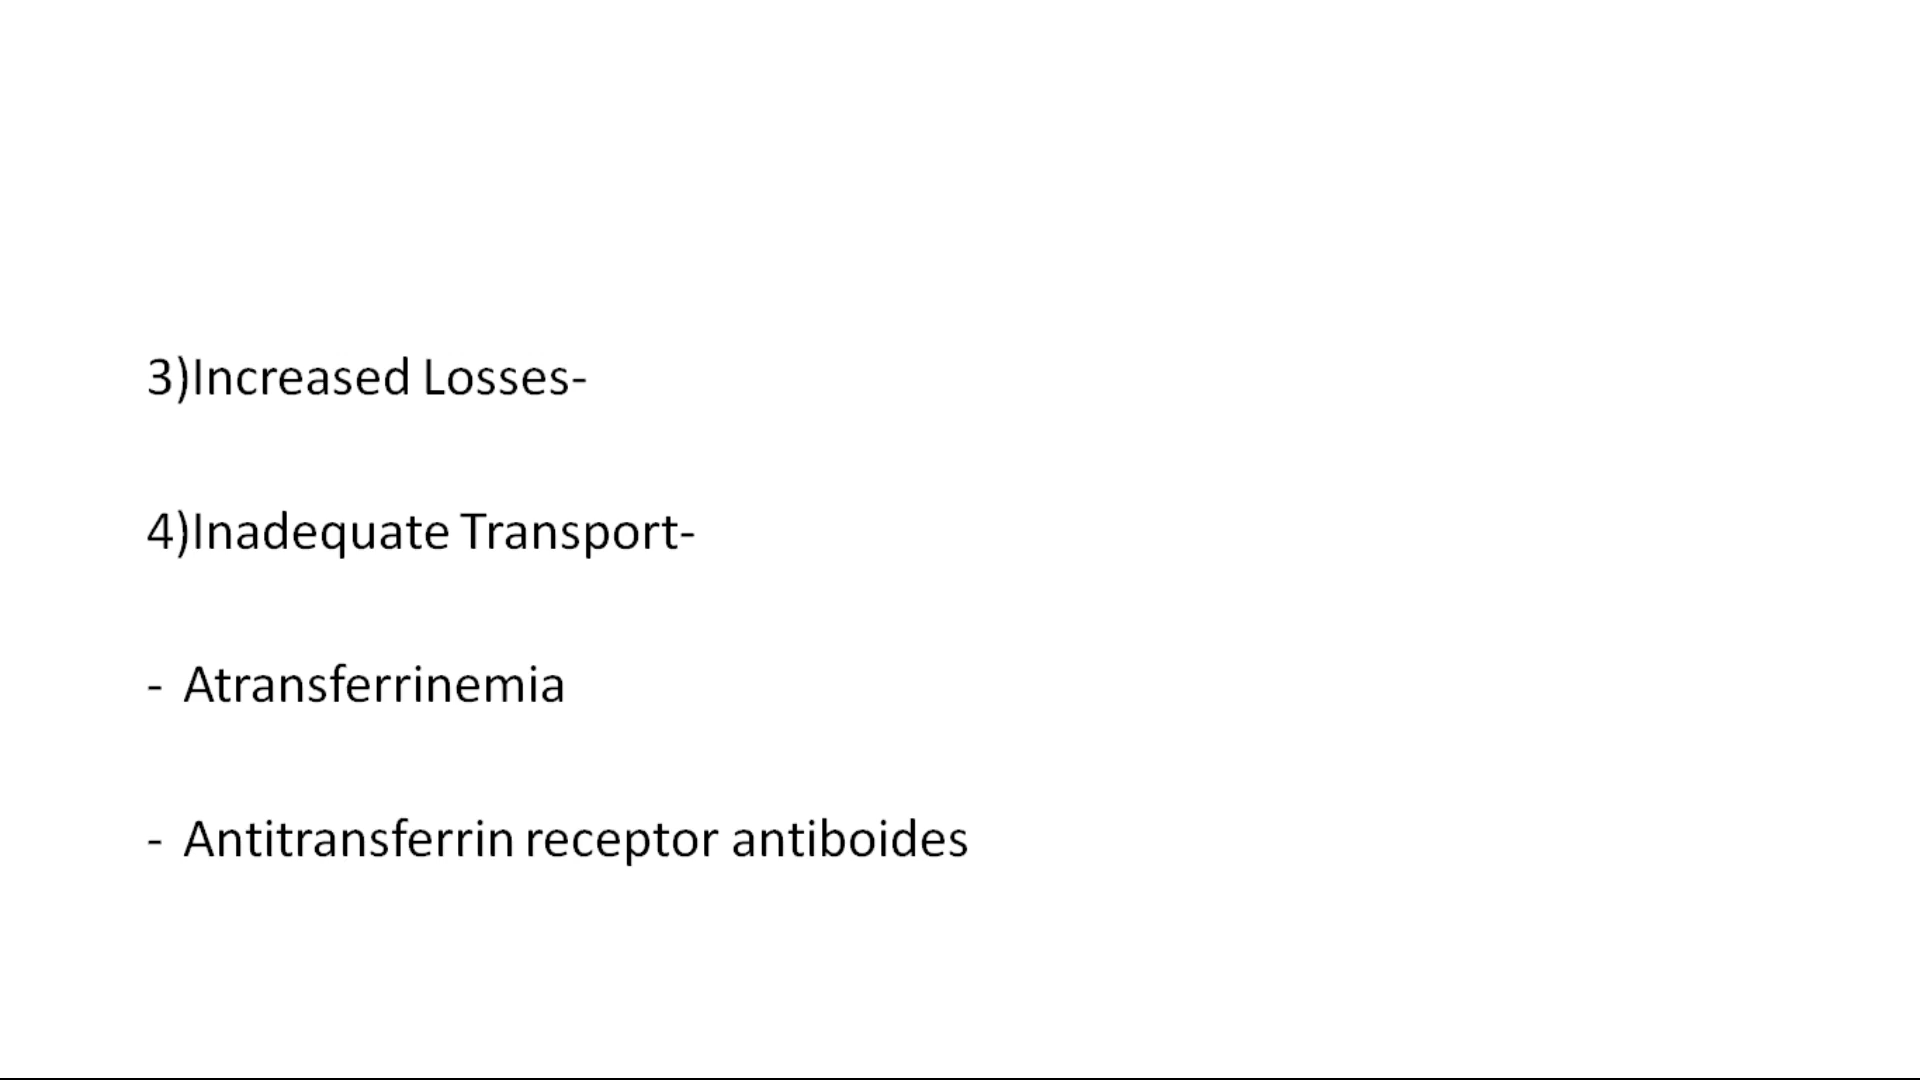 3)Increased Losses-
4)Inadequate Transport-
- Atransferrinemia
- Antitransferrin receptor antiboides